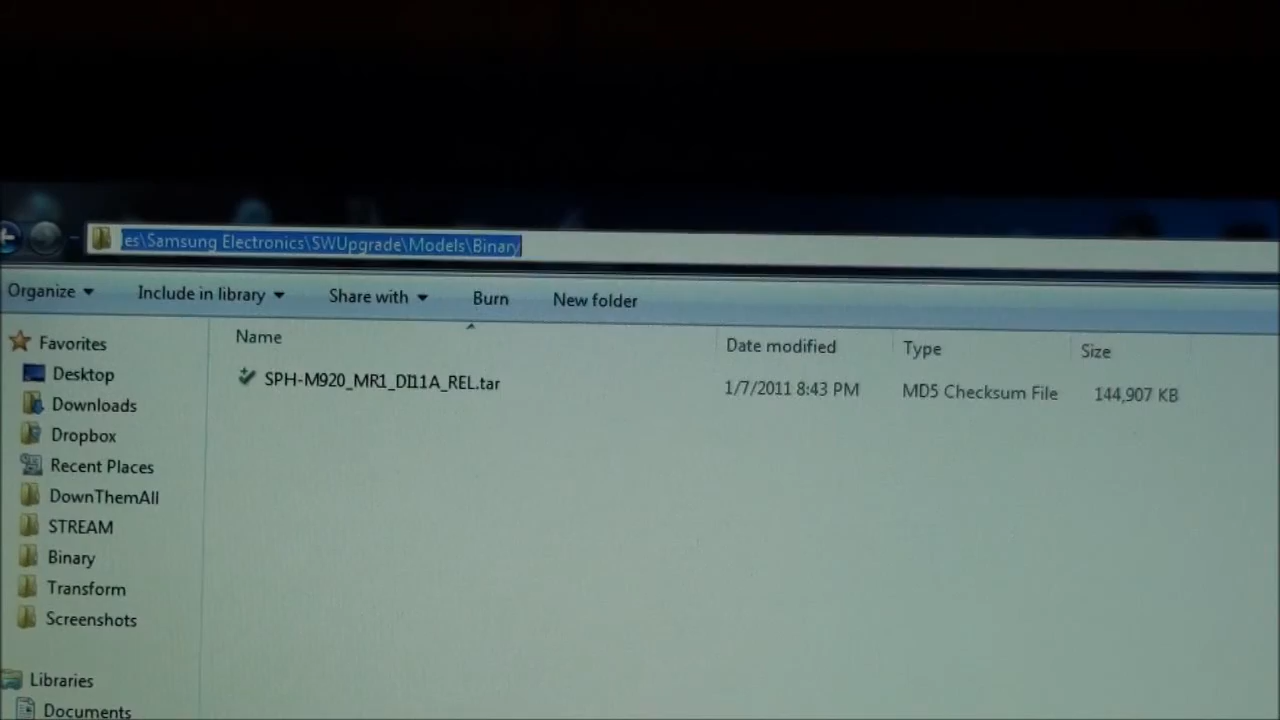 es\Samsung Electronics\SWUpgrade\Models\Binary
Organize Include in library Share with Burn New folder
Name Date modified Type Size
SPH-M920_MR1_DI11A_REL.tar 1/7/2011 8:43 PM MD5 Checksum File 144,907 KB
Favorites
Desktop
Downloads
Dropbox
Recent Places
DownThemAll
STREAM
Binary
Transform
Screenshots
Libraries
Documents